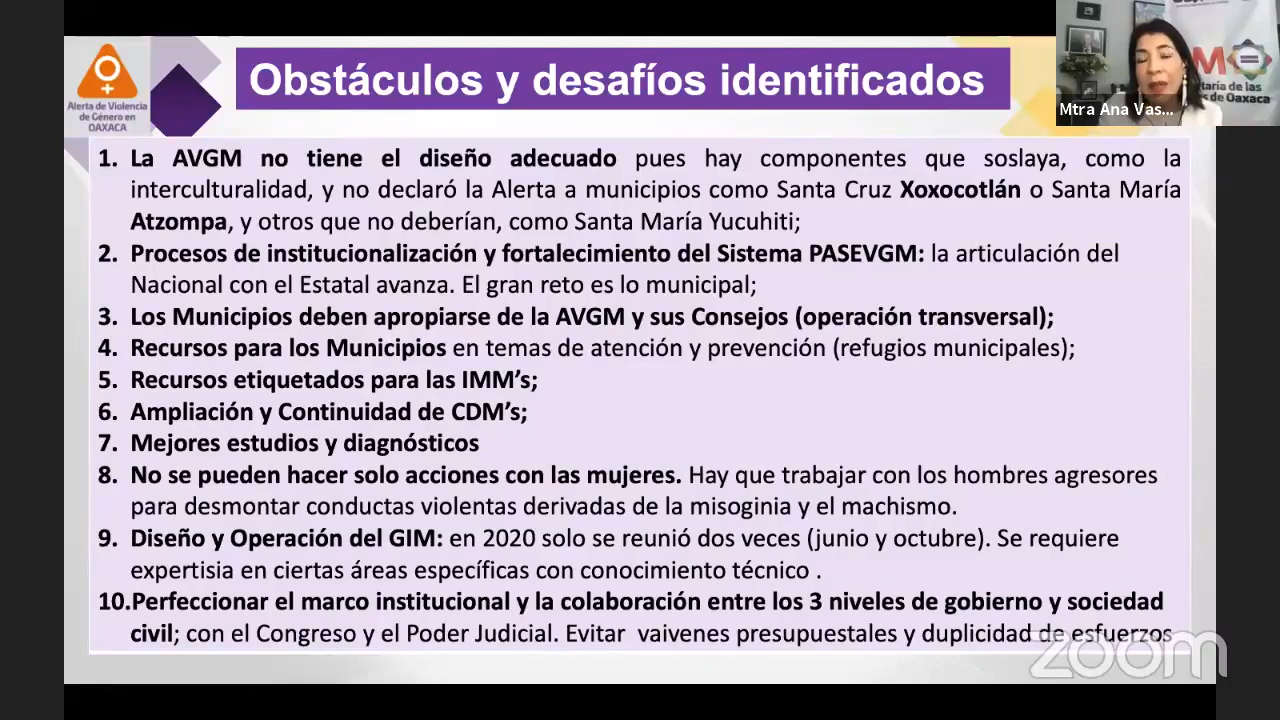 Alerta de Violencia
de Género en
OAXACA
Obstáculos y desafíos identificados
Mtra Ana Vas...
M
taría de las
s de Oaxaca
1. La AVGM no tiene el diseño adecuado pues hay componentes que soslaya, como la
interculturalidad, y no declaró la Alerta a municipios como Santa Cruz Xoxocotlán o Santa María
Atzompa, y otros que no deberían, como Santa María Yucuhiti;
2. Procesos de institucionalización y fortalecimiento del Sistema PASEVGM: la articulación del
Nacional con el Estatal avanza. El gran reto es lo municipal;
3. Los Municipios deben apropiarse de la AVGM y sus Consejos (operación transversal);
4. Recursos para los Municipios en temas de atención y prevención (refugios municipales);
5. Recursos etiquetados para las IMM’s;
6. Ampliación y Continuidad de CDM’s;
7. Mejores estudios y diagnósticos
8. No se pueden hacer solo acciones con las mujeres. Hay que trabajar con los hombres agresores
para desmontar conductas violentas derivadas de la misoginia y el machismo.
9. Diseño y Operación del GIM: en 2020 solo se reunió dos veces (junio y octubre). Se requiere
expertisia en ciertas áreas específicas con conocimiento técnico .
10.Perfeccionar el marco institucional y la colaboración entre los 3 niveles de gobierno y sociedad
civil; con el Congreso y el Poder Judicial. Evitar vaivenes presupuestales y duplicidad de esfuerzos
zoom